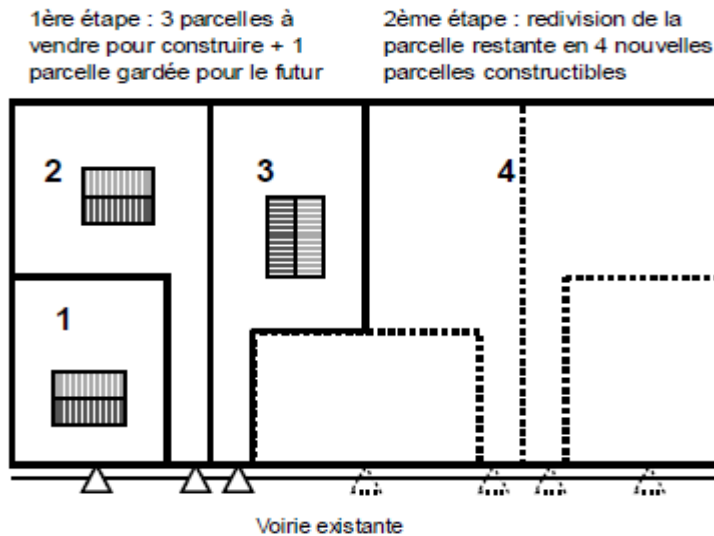 1ère étape : 3 parcelles à
vendre pour construire + 1
parcelle gardée pour le futur
2ème étape : redivision de la
parcelle restante en 4 nouvelles
parcelles constructibles
2
3
4
1
Voirie existante